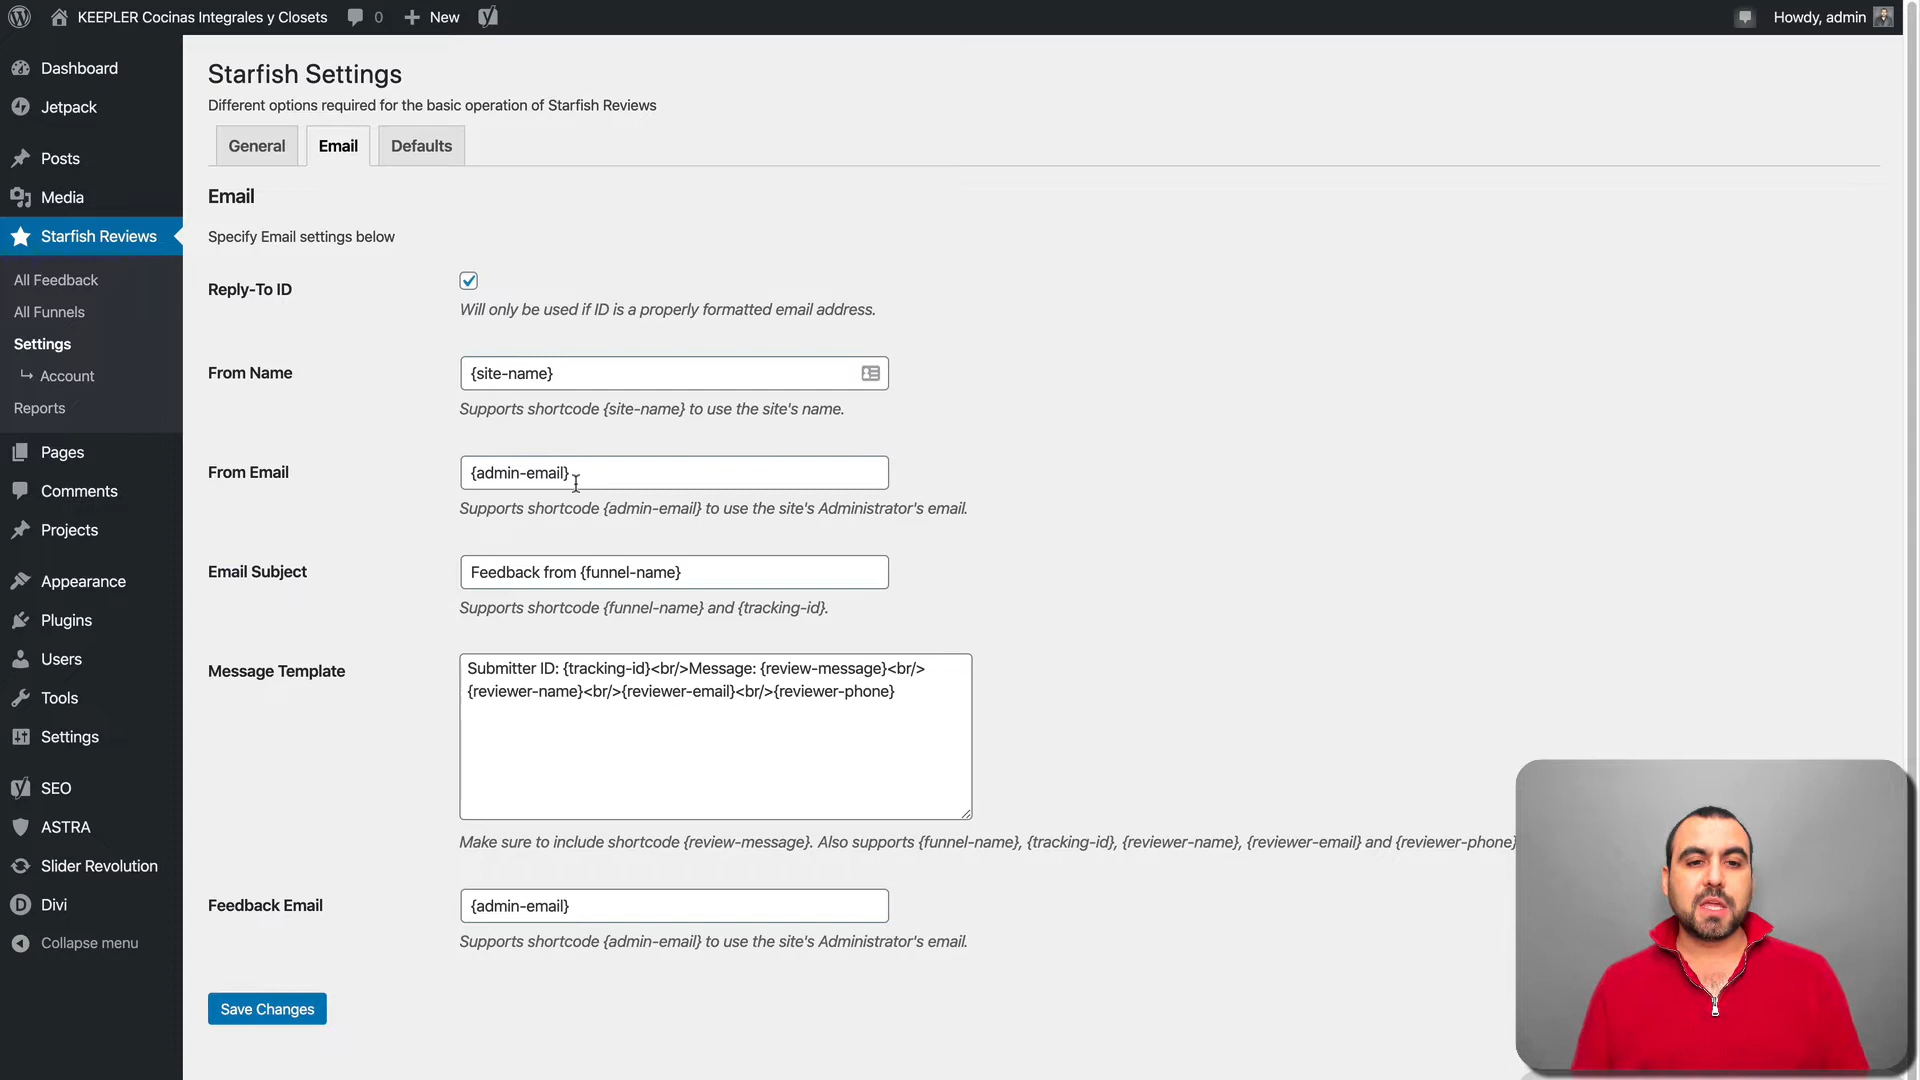 KEEPLER Cocinas Integrales y Closets 0 New Howdy, admin
Dashboard
Jetpack
Posts
Media
Starfish Reviews
All Feedback
All Funnels
Settings
Account
Reports
Pages
Comments
Projects
Appearance
Plugins
Users
Tools
Settings
SEO
ASTRA
Slider Revolution
Divi
Collapse menu
Starfish Settings
Different options required for the basic operation of Starfish Reviews
General Email Defaults
Email
Specify Email settings below
Reply-To ID
Will only be used if ID is a properly formatted email address.
From Name {site-name}
Supports shortcode {site-name} to use the site's name.
From Email {admin-email}
Supports shortcode {admin-email} to use the site's Administrator's email.
Email Subject Feedback from {funnel-name}
Supports shortcode {funnel-name} and {tracking-id}.
Message Template
Submitter ID: {tracking-id}<br/>Message: {review-message}<br/>
{reviewer-name}<br/>{reviewer-email}<br/>{reviewer-phone}
Make sure to include shortcode {review-message}. Also supports {funnel-name}, {tracking-id}, {reviewer-name}, {reviewer-email} and {reviewer-phone}
Feedback Email {admin-email}
Supports shortcode {admin-email} to use the site's Administrator's email.
Save Changes